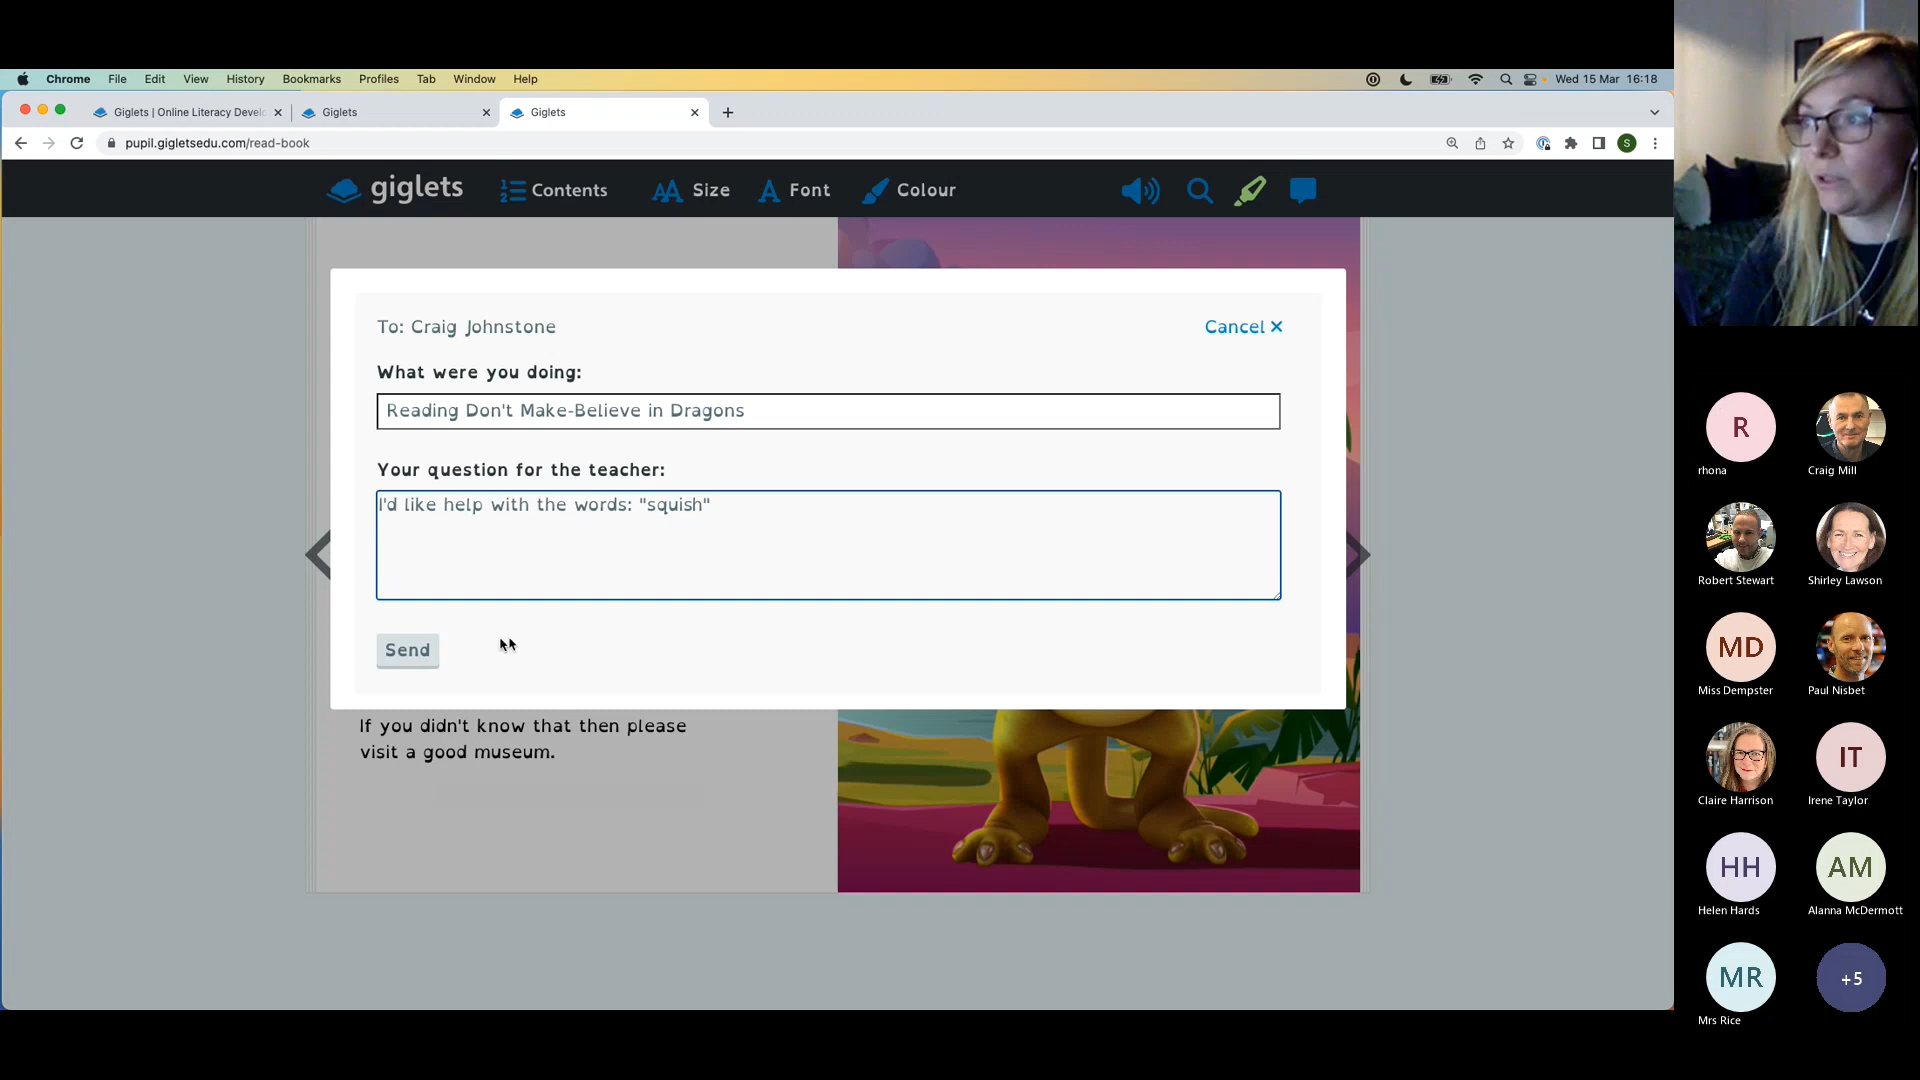 Chrome File Edit View History Bookmarks Profiles Tab Window Help
Wed 15 Mar 16:18
Giglets | Online Literacy Devel
Giglets
Giglets
pupil.gigletsedu.com/read-book
S
giglets
Contents
Size
Font
Colour
To: Craig Johnstone
Cancel
What were you doing:
Reading Don't Make-Believe in Dragons
Your question for the teacher:
I'd like help with the words: "squish"
Send
If you didn't know that then please
visit a good museum.
R
rhona
Craig Mill
Robert Stewart
Shirley Lawson
MD
Miss Dempster
Paul Nisbet
Claire Harrison
IT
Irene Taylor
HH
Helen Hards
AM
Alanna McDermott
MR
Mrs Rice
+5